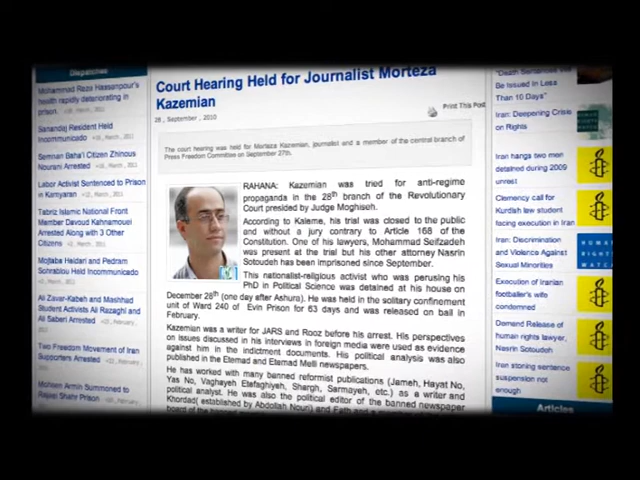 Dispatches
Mohammad Reza Hassanpour's
health rapidly deteriorating in
prison.
Sanandaj Resident Held
Incommunicado
Semnan Baha'i Citizen Zhinous
Nourani Arrested
Labor Activist Sentenced to Prison
in Kamyaran
Tabriz Islamic National Front
Member Davoud Kahnamouei
Arrested Along with 3 Other
Citizens
Mojtaba Heidari and Pedram
Sohrablou Held Incommunicado
Ali Zavar-Kabeh and Mashhad
Student Activists Ali Razaghi and
Ali Saberi Arrested
Two Freedom Movement of Iran
Supporters Arrested
Mohsen Armin Summoned to
Rajaei Shahr Prison
Court Hearing Held for Journalist Morteza
Kazemian
28 , September , 2010
Print This Post
The court hearing was held for Morteza Kazemian, journalist and a member of the central branch of
Press Freedom Committee on September 27th.
RAHANA: Kazemian was tried for anti-regime
propaganda in the 28th branch of the Revolutionary
Court presided by Judge Moghiseh.
According to Kaleme, his trial was closed to the public
and without a jury contrary to Article 168 of the
Constitution. One of his lawyers, Mohammad Seifzadeh
was present at the trial but his other attorney Nasrin
Sotoudeh has been imprisoned since September.
This nationalist-religious activist who was perusing his
PhD in Political Science was detained at his house on
December 28th (one day after Ashura). He was held in the solitary confinement
unit of Ward 240 of Evin Prison for 63 days and was released on bail in
February.
Kazemian was a writer for JARS and Rooz before his arrest. His perspectives
on issues discussed in his interviews in foreign media were used as evidence
against him in the indictment documents. His political analysis was also
published in the Etemad and Etemad Melli newspapers.
He has worked with many banned reformist publications (Jameh, Hayat No,
Yas No, Vaghayeh Etefaghiyeh, Shargh, Sarmayeh, etc.) as a writer and
political analyst. He was also the political editor of the banned newspaper
Khordad( established by Abdollah Nouri) and Fath and
"Death Sentences
Be Issued in Less
Than 10 Days"
Iran: Deepening Crisis
on Rights
Iran hangs two men
detained during 2009
unrest
Clemency call for
Kurdish law student
facing execution in Iran
Iran: Discrimination
and Violence Against
Sexual Minorities
HUMAN
RIGHTS
WATCH
Execution of Iranian
footballer's wife
condemned
Demand Release of
human rights lawyer,
Nasrin Sotoudeh
Iran stoning sentence
suspension not
enough
Articles